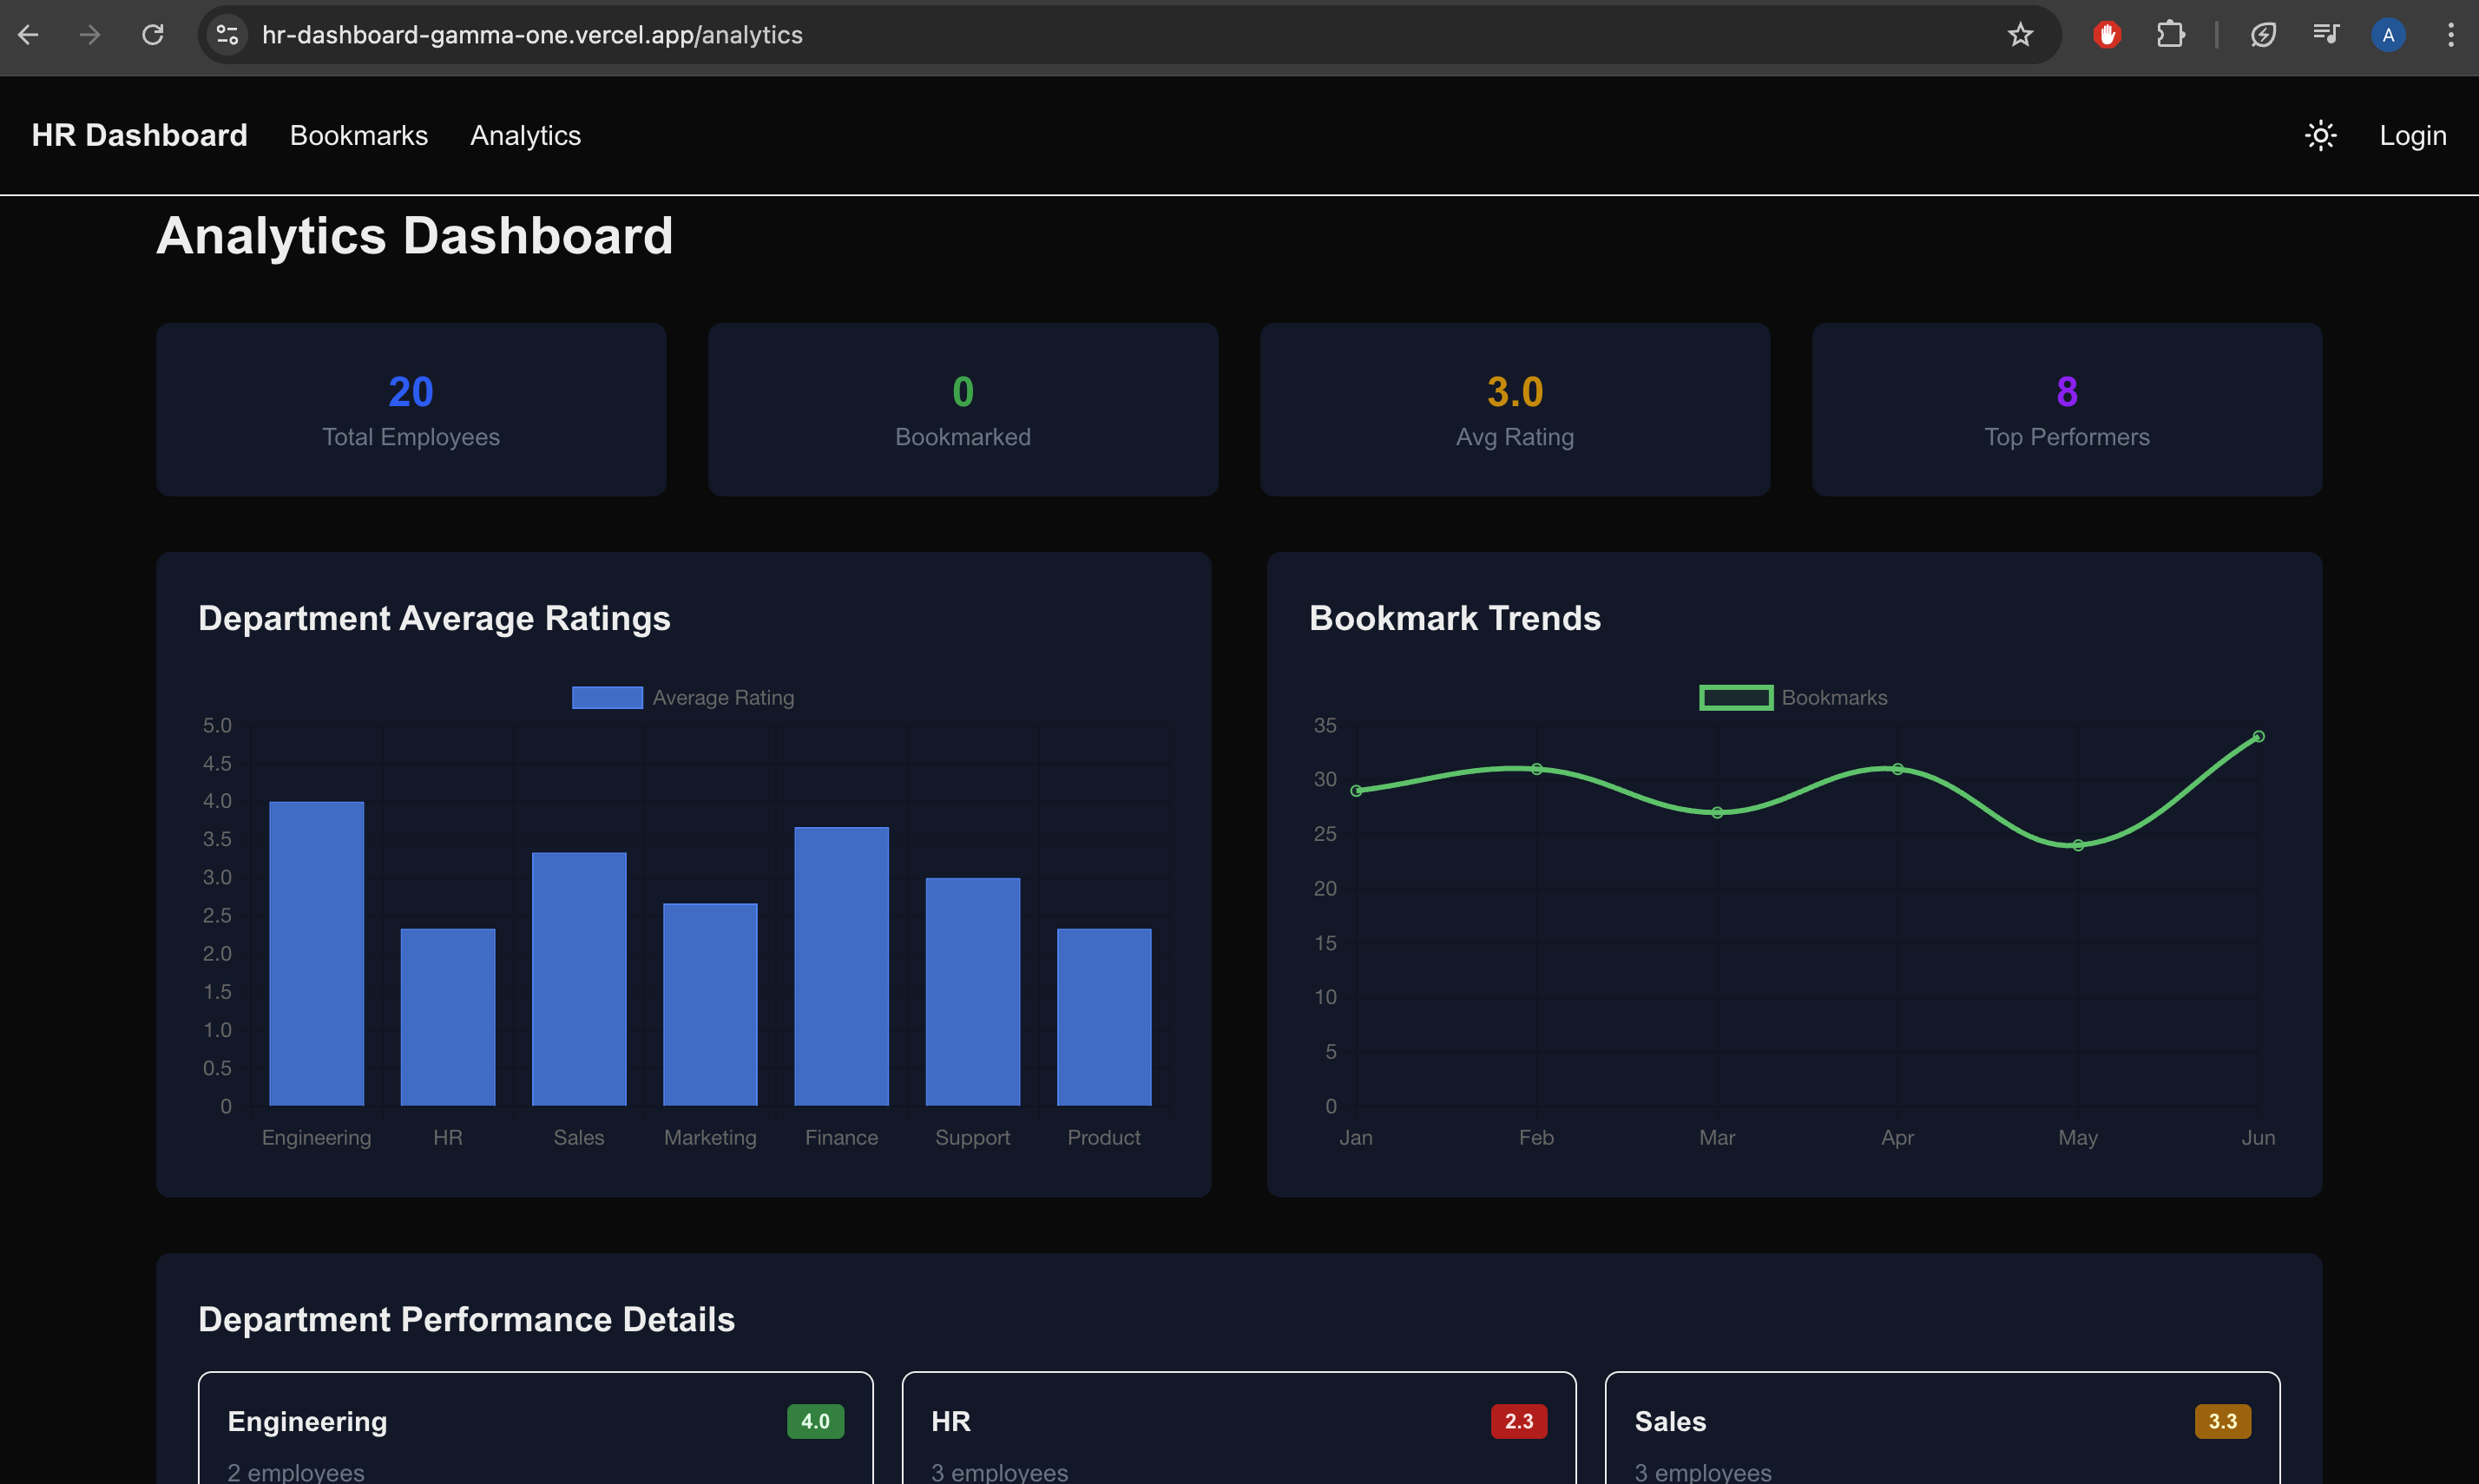 hr-dashboard-gamma-one.vercel.app/analytics
A
HR Dashboard Bookmarks Analytics Login
Analytics Dashboard
20
Total Employees
0
Bookmarked
3.0
Avg Rating
8
Top Performers
Department Average Ratings
Average Rating
5.0
4.5
4.0
3.5
3.0
2.5
2.0
1.5
1.0
0.5
0
Engineering HR Sales Marketing Finance Support Product
Bookmark Trends
Bookmarks
35
30
25
20
15
10
5
0
Jan Feb Mar Apr May Jun
Department Performance Details
Engineering 4.0
2 employees
HR 2.3
3 employees
Sales 3.3
3 employees